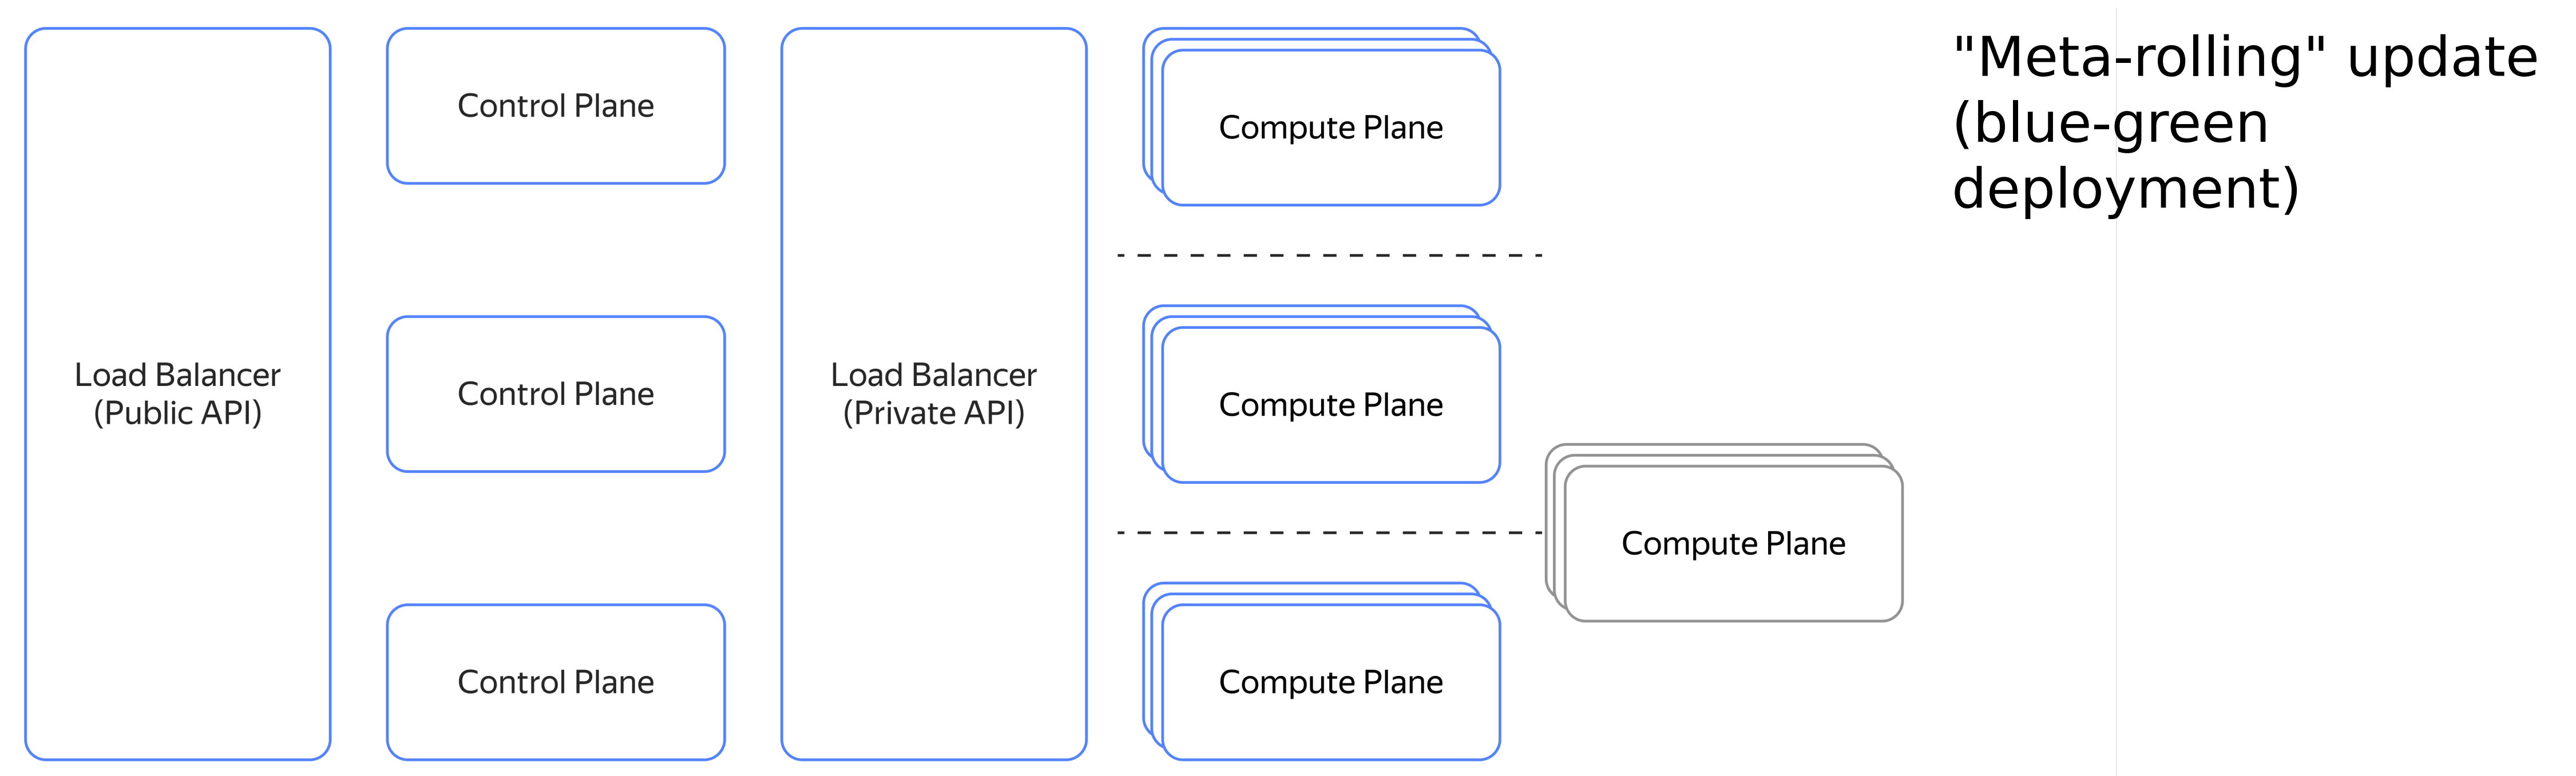 Load Balancer
(Public API)
Control Plane
Control Plane
Control Plane
Load Balancer
(Private API)
Compute Plane
Compute Plane
Compute Plane
Compute Plane
"Meta-rolling" update
(blue-green
deployment)